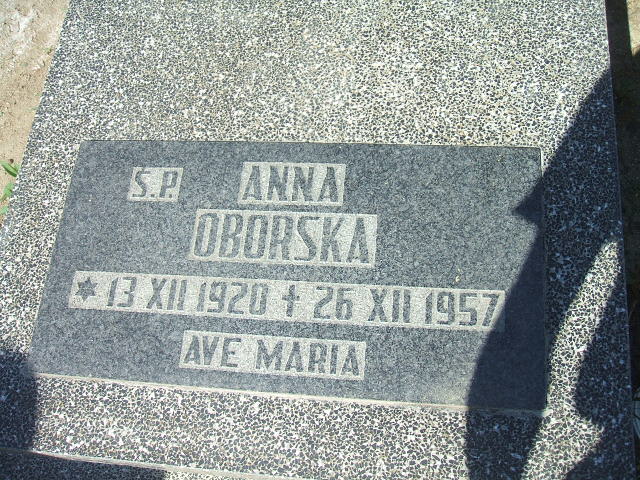 S.P. ANNA
OBORSKA
* 13 XII 1920 † 26 XII 1957
AVE MARIA